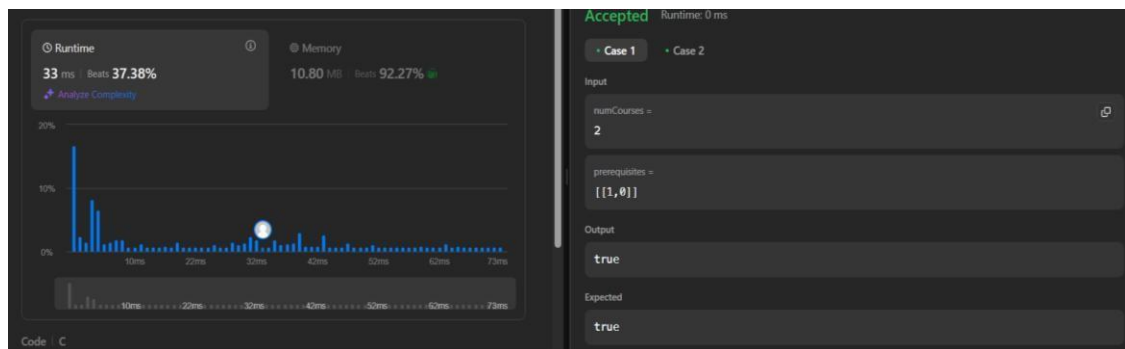 Runtime
33 ms | Beats 37.38%
Analyze Complexity
Memory
10.80 MB Beats 92.27%
20%
10%
0%
10ms 22ms 32ms 42ms 52ms 62ms 73ms
10ms 22ms 32ms 42ms 52ms 62ms 73ms
Code | C
Accepted Runtime: 0 ms
• Case 1 • Case 2
Input
numCourses =
2
prerequisites =
[[1,0]]
Output
true
Expected
true